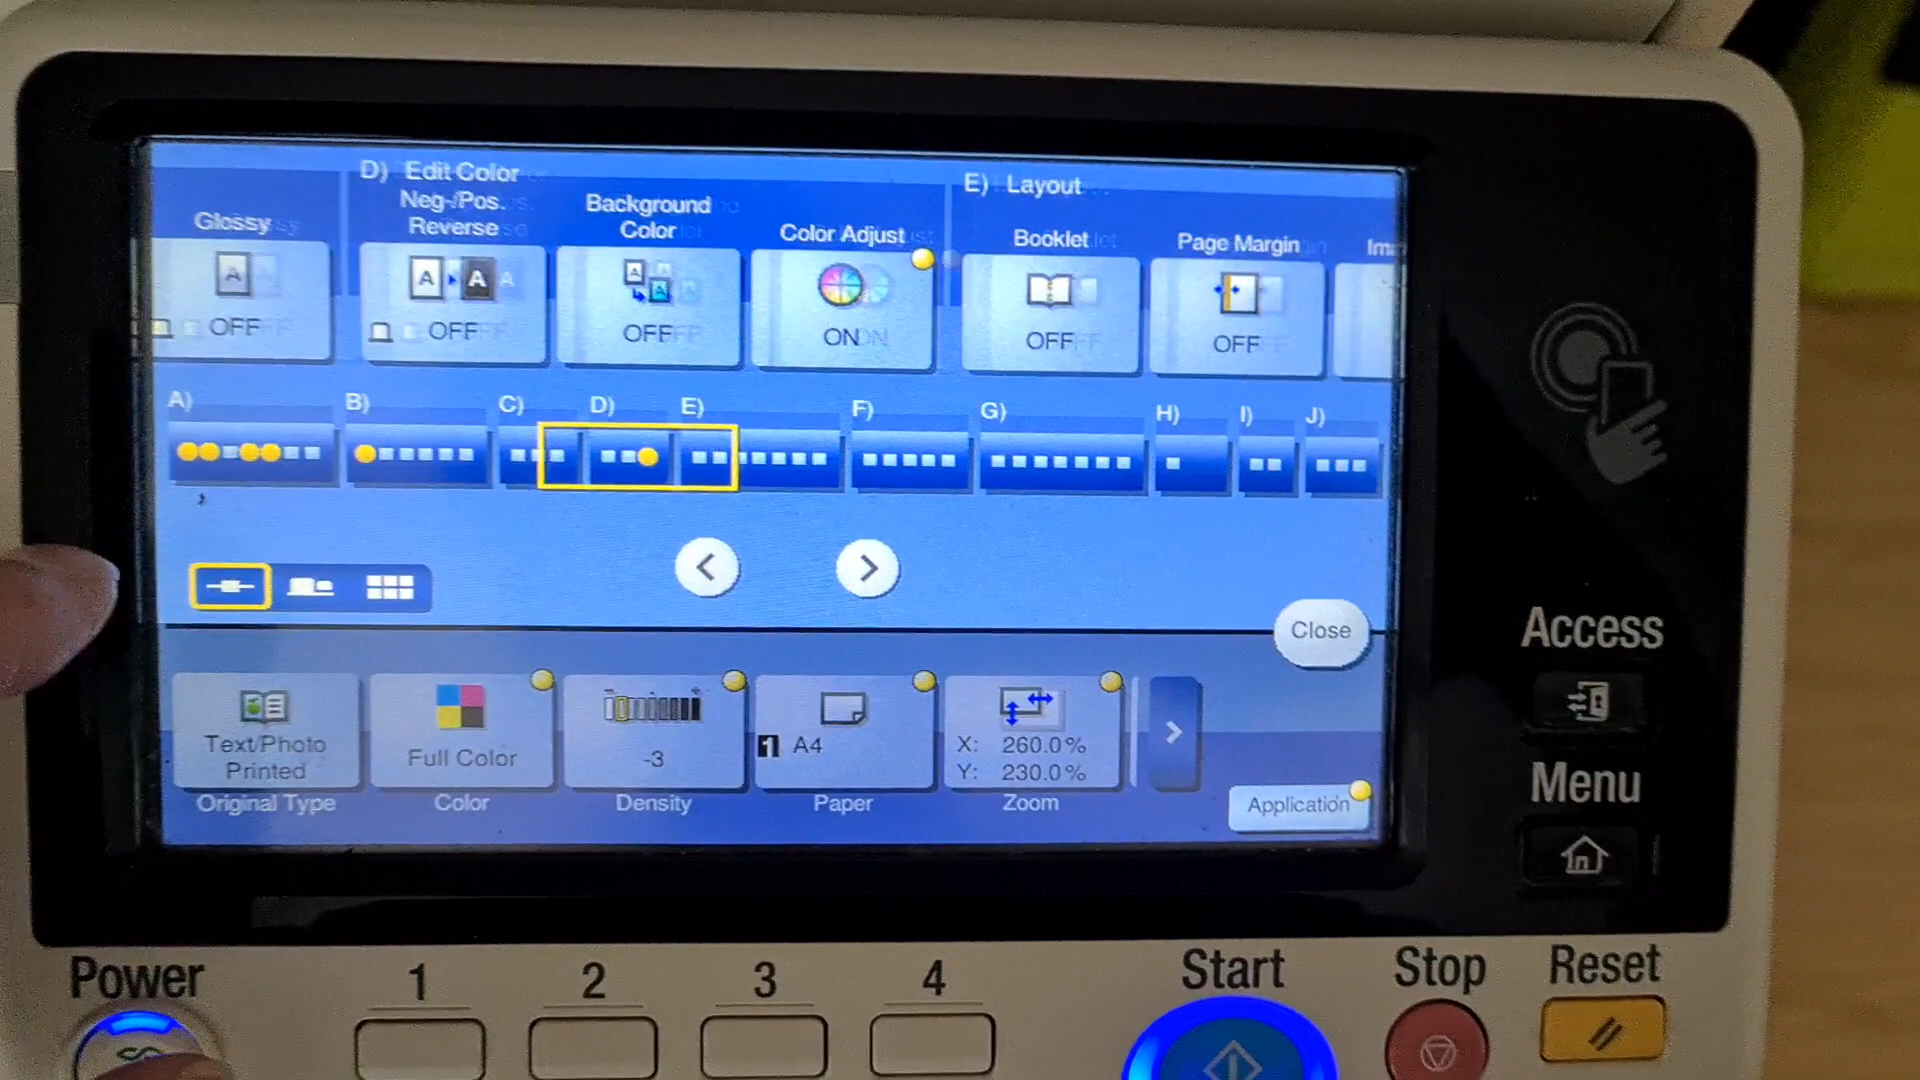 D) Edit Color
E) Layout
Glossy
Neg-/Pos.
Reverse
Background
Color
Color Adjust
Booklet
Page Margin
OFF
OFF
OFF
ON
OFF
OFF
A)
B)
C)
D)
E)
F)
G)
H)
I)
J)
Close
Text/Photo
Printed
Full Color
-3
1 A4
X: 260.0%
Y: 230.0%
Original Type
Color
Density
Paper
Zoom
Application
Access
Menu
Power
1
2
3
4
Start
Stop
Reset